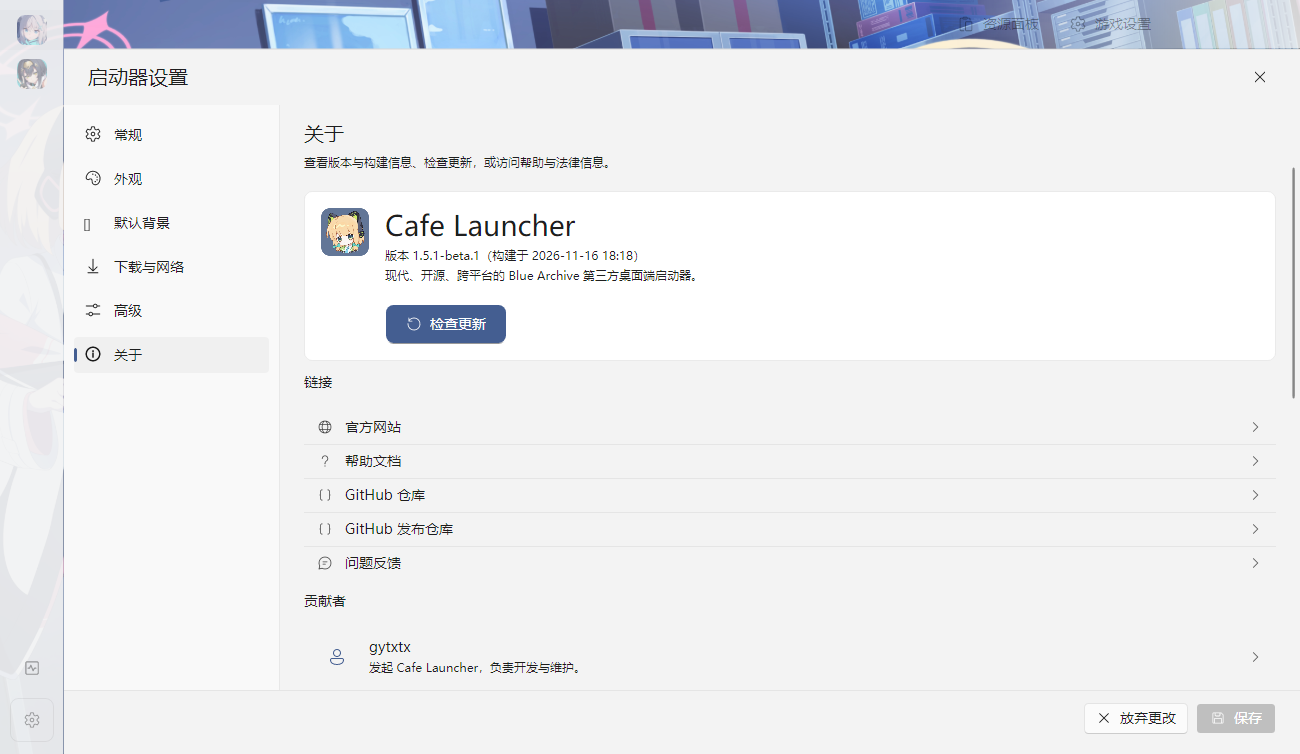 资源面板
游戏设置
启动器设置
常规
外观
默认背景
下载与网络
高级
关于
关于
查看版本与构建信息、检查更新，或访问帮助与法律信息。
Cafe Launcher
版本 1.5.1-beta.1（构建于 2026-11-16 18:18）
现代、开源、跨平台的 Blue Archive 第三方桌面端启动器。
检查更新
链接
官方网站
帮助文档
GitHub 仓库
GitHub 发布仓库
问题反馈
贡献者
gytxtx
发起 Cafe Launcher，负责开发与维护。
放弃更改
保存